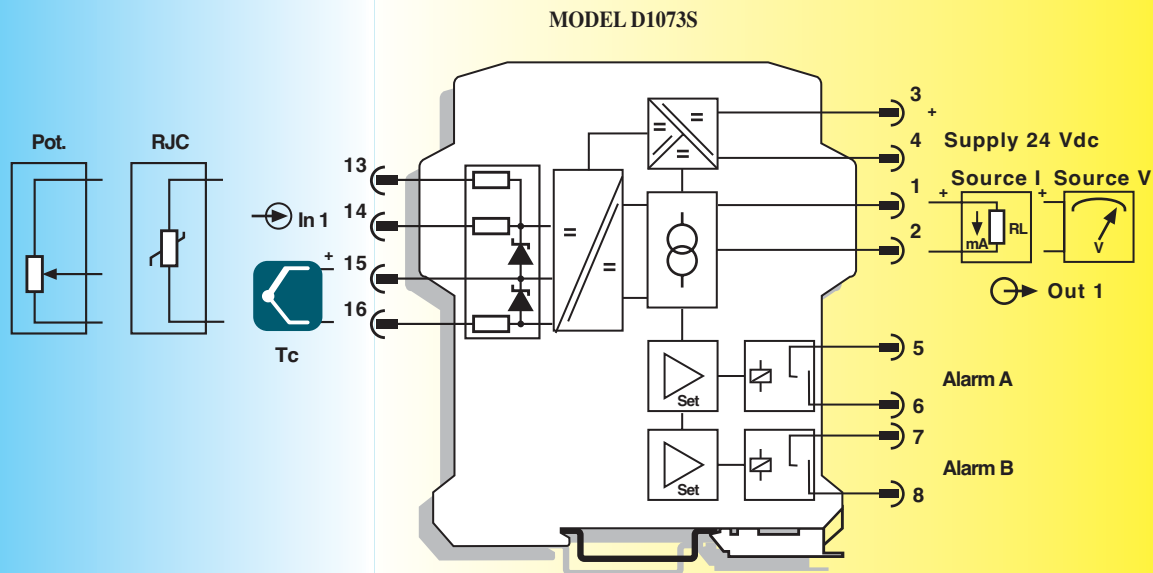 MODEL D1073S
Pot.
RJC
In 1
+
Tc
13
14
15
16
Set
Set
3
+
4
Supply 24 Vdc
1
2
Source I
Source V
+
mA
RL
+
V
Out 1
5
Alarm A
6
7
Alarm B
8